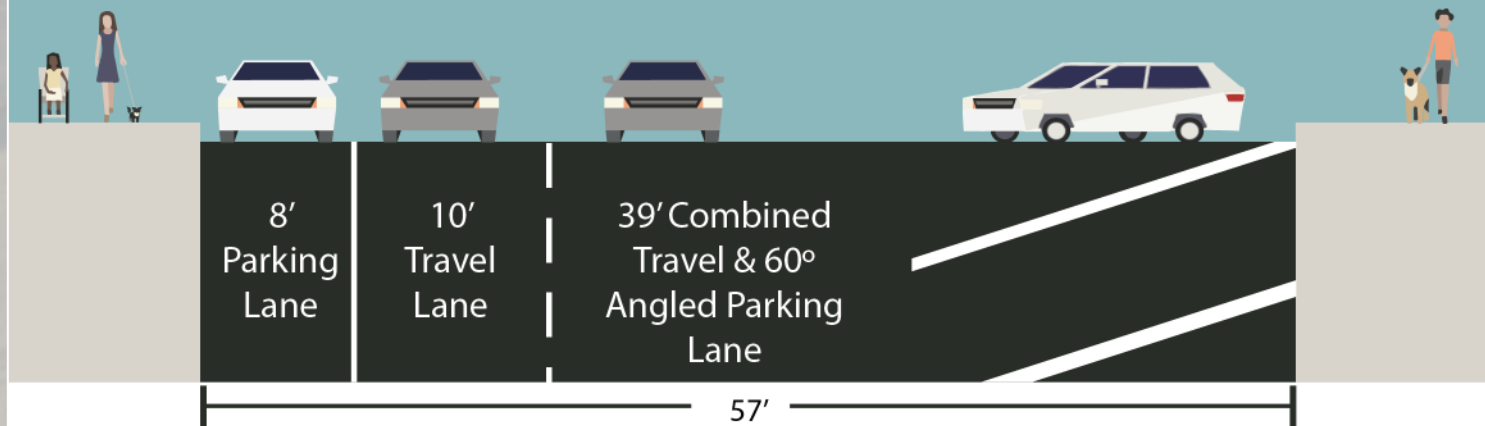 8’
Parking
Lane
10’
Travel
Lane
39’ Combined
Travel & 60º
Angled Parking
Lane
57’